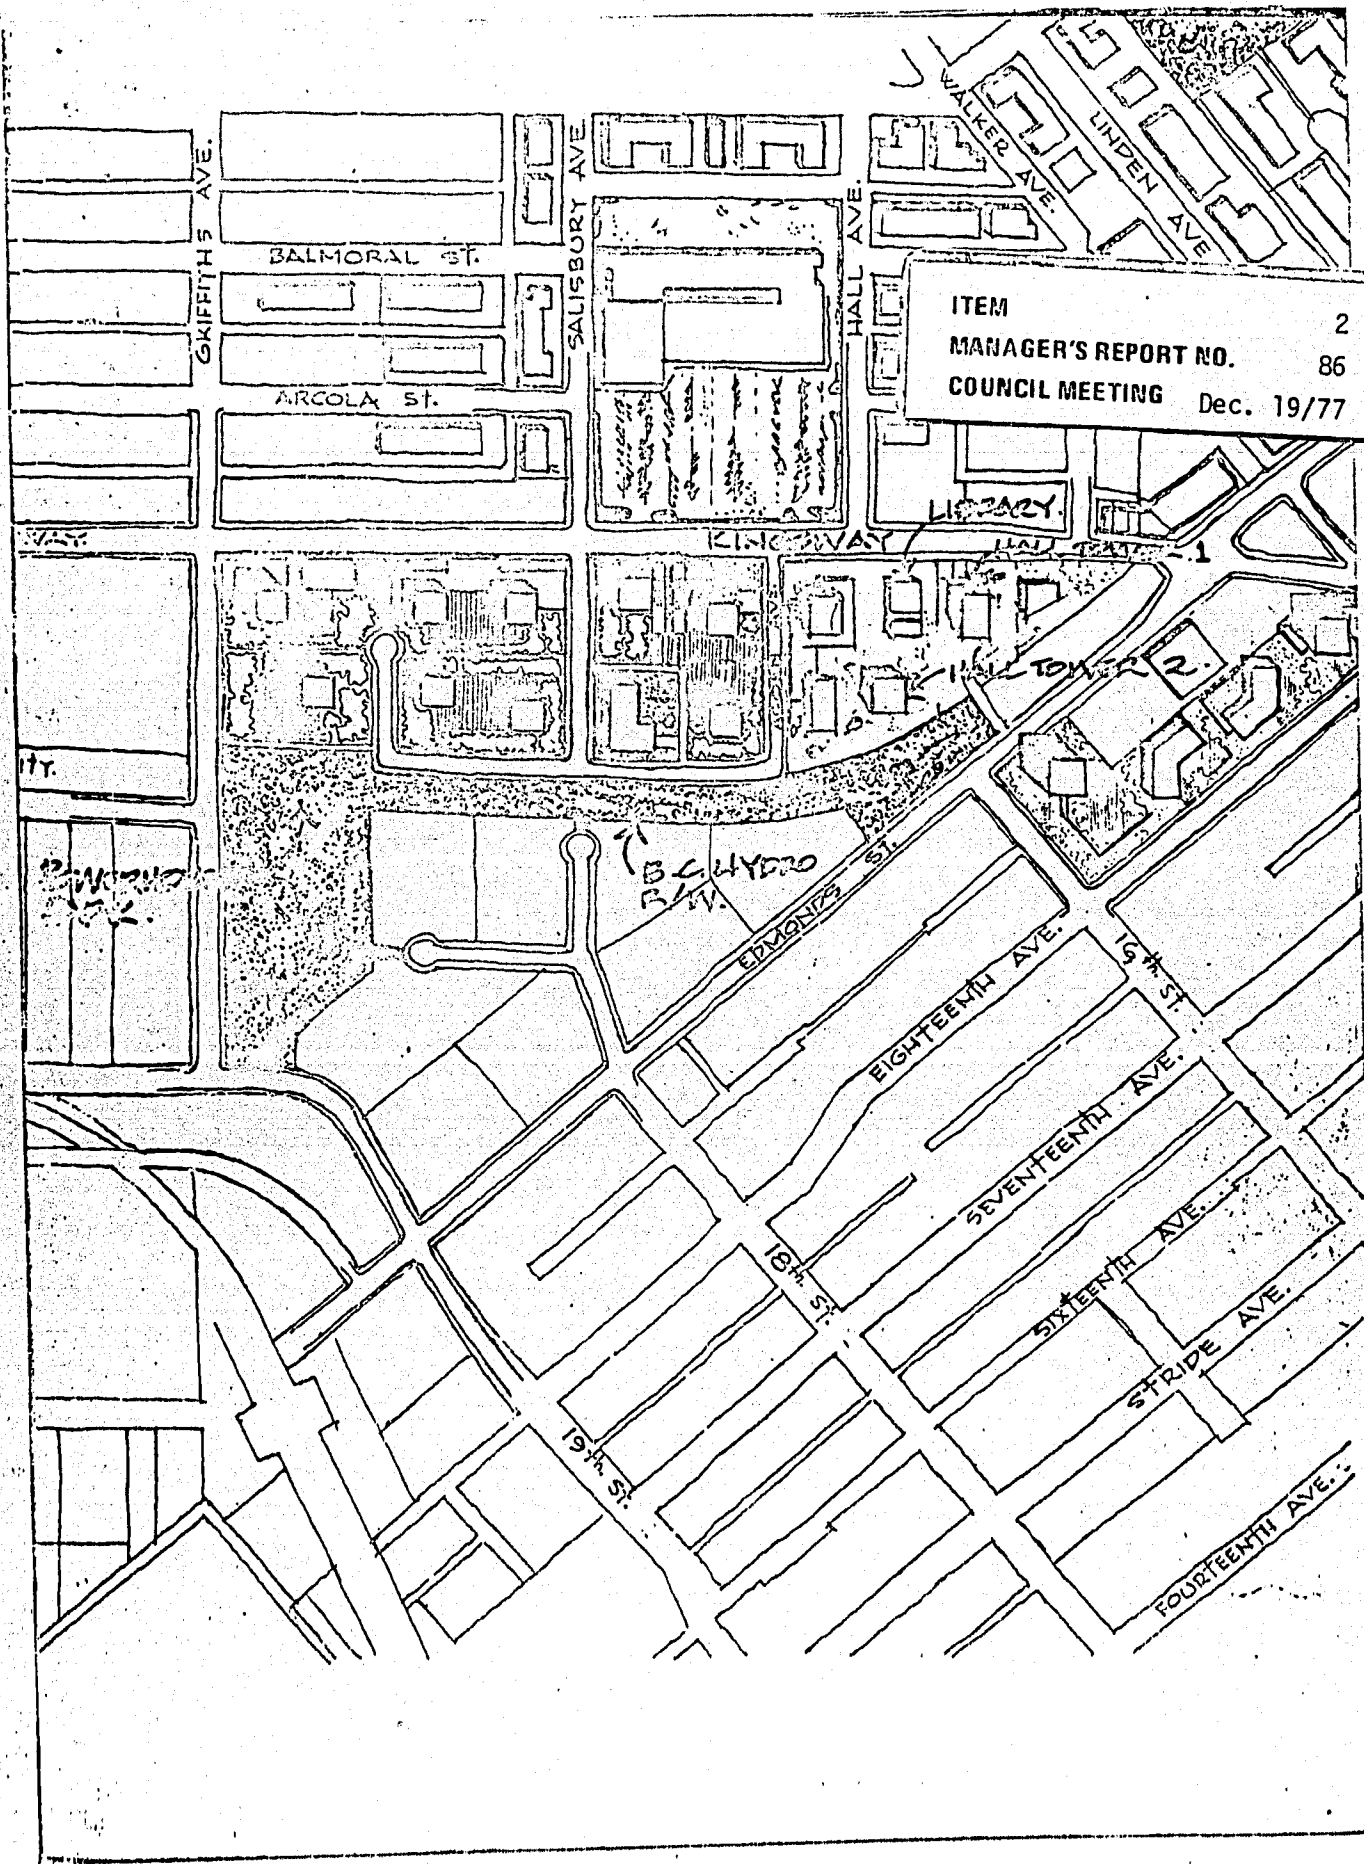 WALKER AVE.
LINDEN AVE
GRIFFITHS AVE.
SALISBURY AVE.
HALL AVE.
BALMORAL ST.
ITEM 2
MANAGER'S REPORT NO. 86
COUNCIL MEETING Dec. 19/77
ARCOLA St.
LIBRARY.
WAY.
KINGSWAY
1
TOWER 2.
ITY.
B.C. HYDRO
R/W.
EDMONDS ST.
EIGHTEENTH AVE.
19th St.
SEVENTEENTH AVE.
18th St.
SIXTEENTH AVE.
STRIDE AVE.
19th St.
FOURTEENTH AVE.